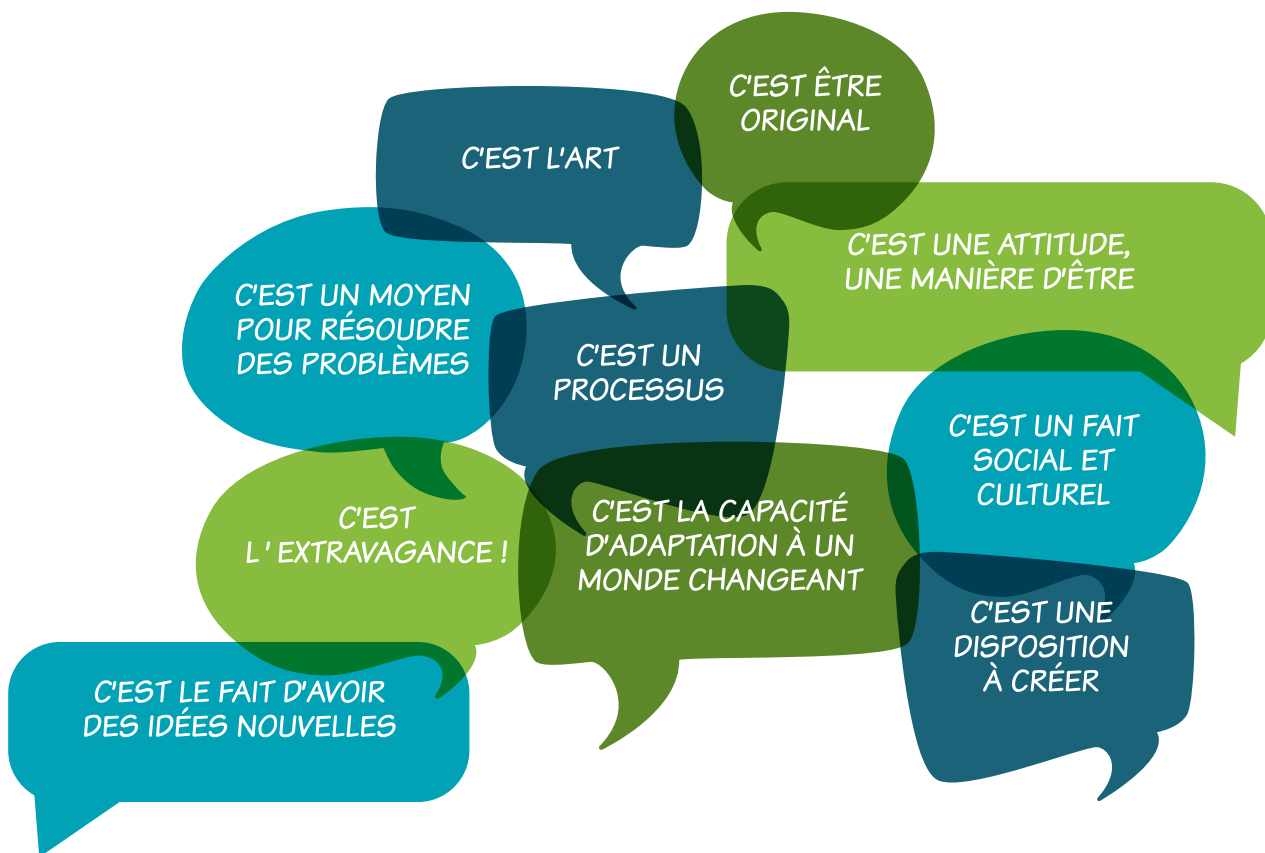 C'EST ÊTRE
ORIGINAL
C'EST L'ART
C'EST UNE ATTITUDE,
UNE MANIÈRE D'ÊTRE
C'EST UN MOYEN
POUR RÉSOUDRE
DES PROBLÈMES
C'EST UN
PROCESSUS
C'EST UN FAIT
SOCIAL ET
CULTUREL
C'EST
L' EXTRAVAGANCE !
C'EST LA CAPACITÉ
D'ADAPTATION À UN
MONDE CHANGEANT
C'EST UNE
DISPOSITION
À CRÉER
C'EST LE FAIT D'AVOIR
DES IDÉES NOUVELLES